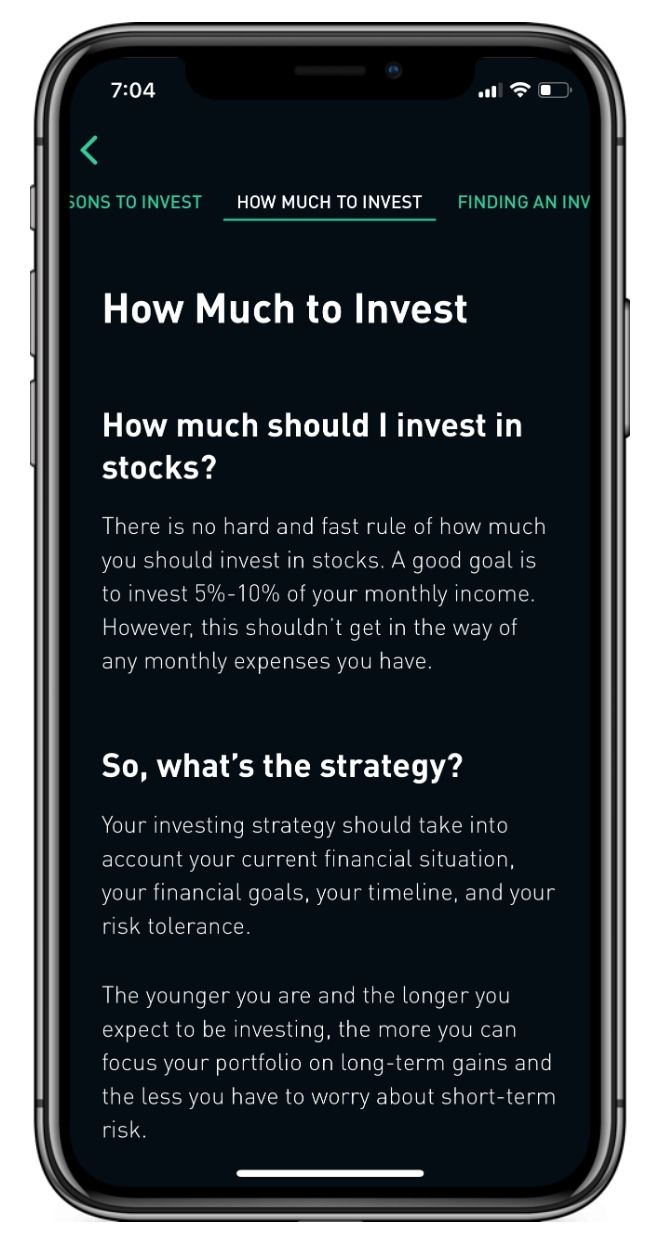 7:04
SONS TO INVEST HOW MUCH TO INVEST FINDING AN INV
How Much to Invest
How much should I invest in
stocks?
There is no hard and fast rule of how much
you should invest in stocks. A good goal is
to invest 5%-10% of your monthly income.
However, this shouldn't get in the way of
any monthly expenses you have.
So, what's the strategy?
Your investing strategy should take into
account your current financial situation,
your financial goals, your timeline, and your
risk tolerance.
The younger you are and the longer you
expect to be investing, the more you can
focus your portfolio on long-term gains and
the less you have to worry about short-term
risk.